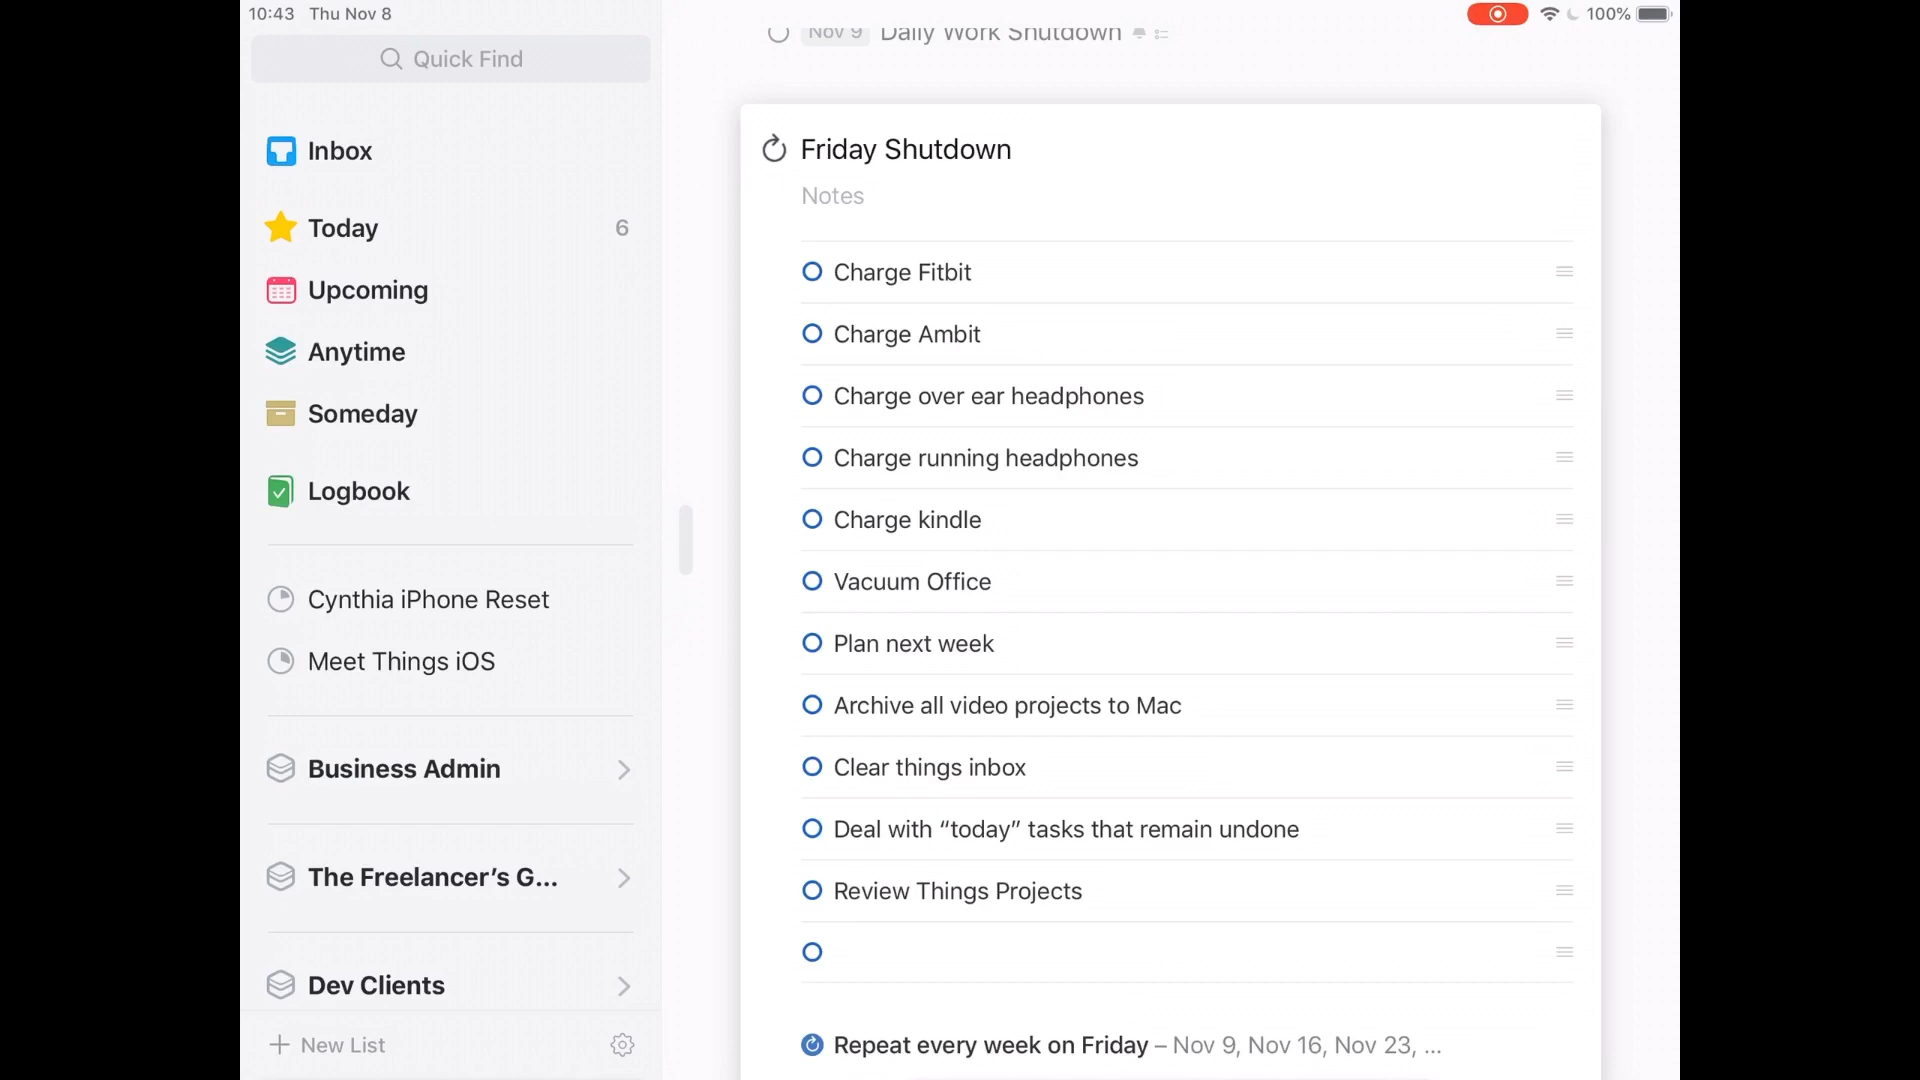 10:43 Thu Nov 8
100%
Quick Find
Inbox
Today 6
Upcoming
Anytime
Someday
Logbook
Cynthia iPhone Reset
Meet Things iOS
Business Admin
The Freelancer’s G...
Dev Clients
New List
Nov 9 Daily Work Shutdown
Friday Shutdown
Notes
Charge Fitbit
Charge Ambit
Charge over ear headphones
Charge running headphones
Charge kindle
Vacuum Office
Plan next week
Archive all video projects to Mac
Clear things inbox
Deal with “today” tasks that remain undone
Review Things Projects
Repeat every week on Friday – Nov 9, Nov 16, Nov 23, ...